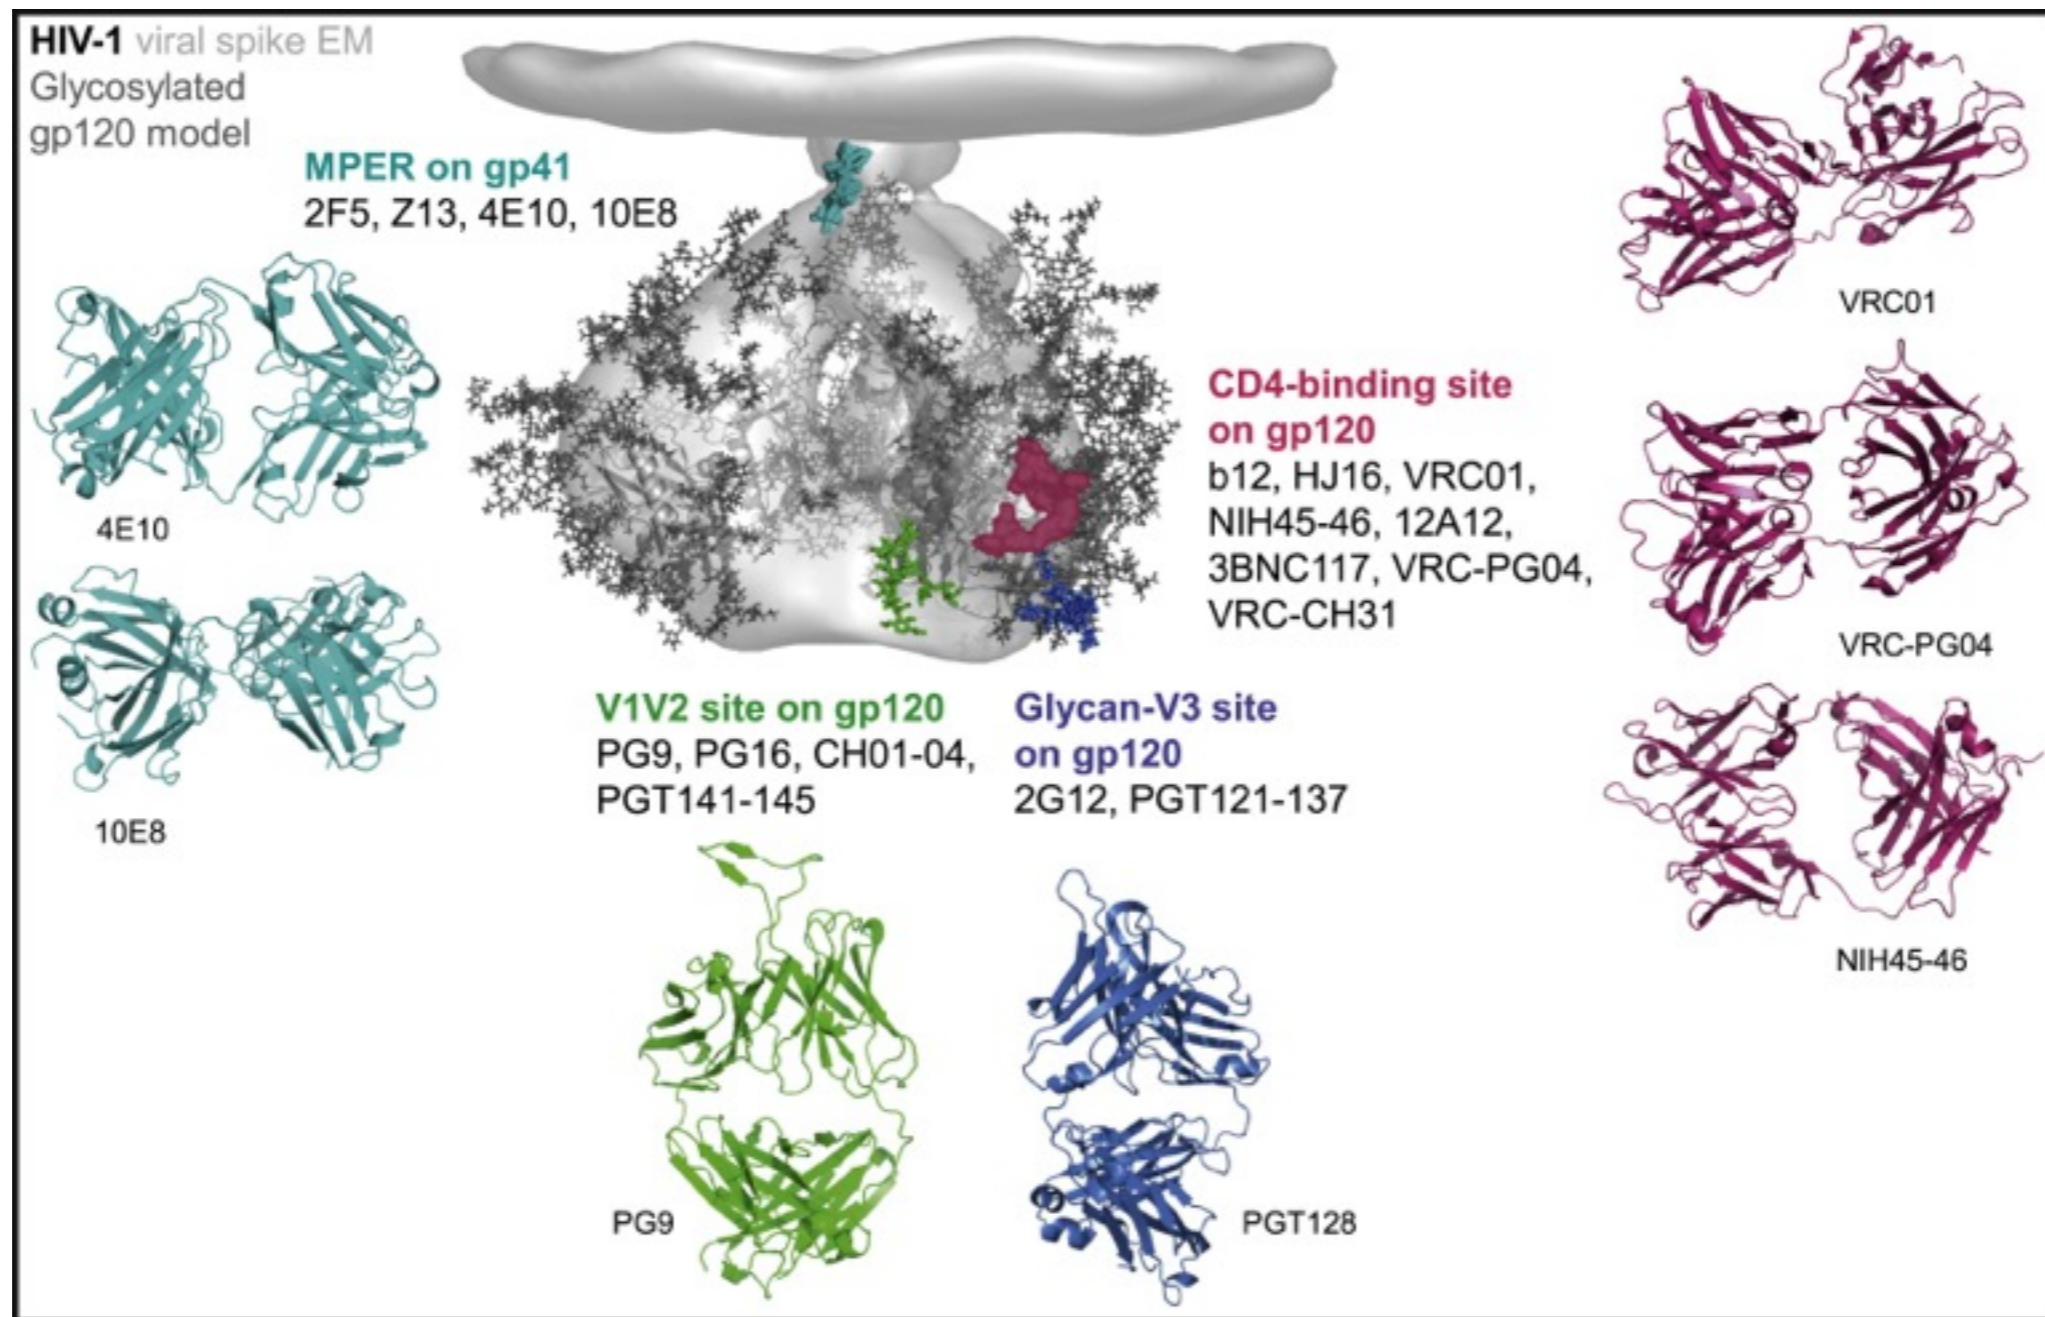 HIV-1 viral spike EM
Glycosylated
gp120 model
MPER on gp41
2F5, Z13, 4E10, 10E8
4E10
10E8
CD4-binding site
on gp120
b12, HJ16, VRC01,
NIH45-46, 12A12,
3BNC117, VRC-PG04,
VRC-CH31
VRC01
VRC-PG04
NIH45-46
V1V2 site on gp120
PG9, PG16, CH01-04,
PGT141-145
Glycan-V3 site
on gp120
2G12, PGT121-137
PG9
PGT128